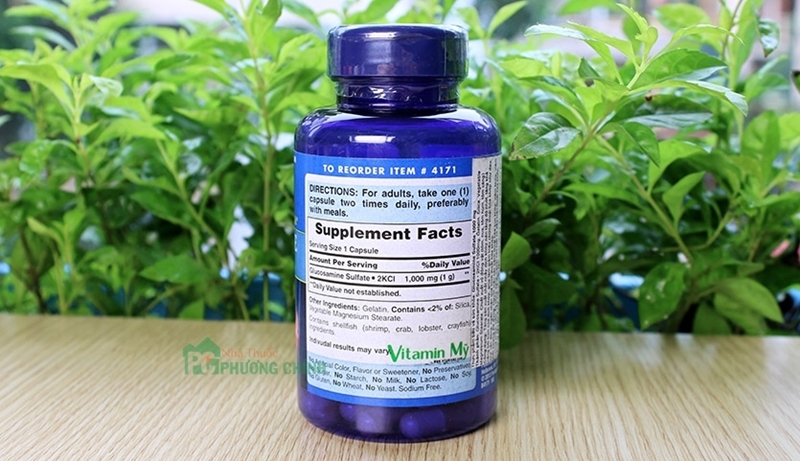 TO REORDER ITEM # 4171
DIRECTIONS: For adults, take one (1)
capsule two times daily, preferably
with meals.
Supplement Facts
Serving Size 1 Capsule
Amount Per Serving %Daily Value
Glucosamine Sulfate • 2KCl 1,000 mg (1 g) **
**Daily Value not established.
Other Ingredients: Gelatin. Contains <2% of: Silica,
Vegetable Magnesium Stearate.
Contains shellfish (shrimp, crab, lobster, crayfish)
ingredients.
Individual results may vary
Vitamin Mỹ
Nhà Thuốc
PHƯƠNG
No Artificial Color, Flavor or Sweetener, No Preservatives,
No Starch, No Milk, No Lactose, No Soy,
No Gluten, No Wheat, No Yeast. Sodium Free.